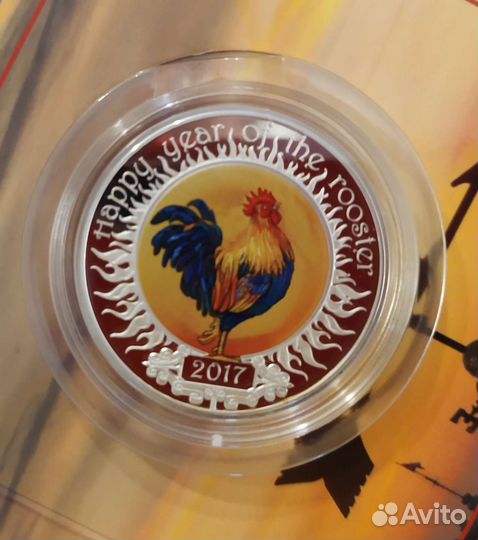 Happy year of the rooster
2017
З
Avito